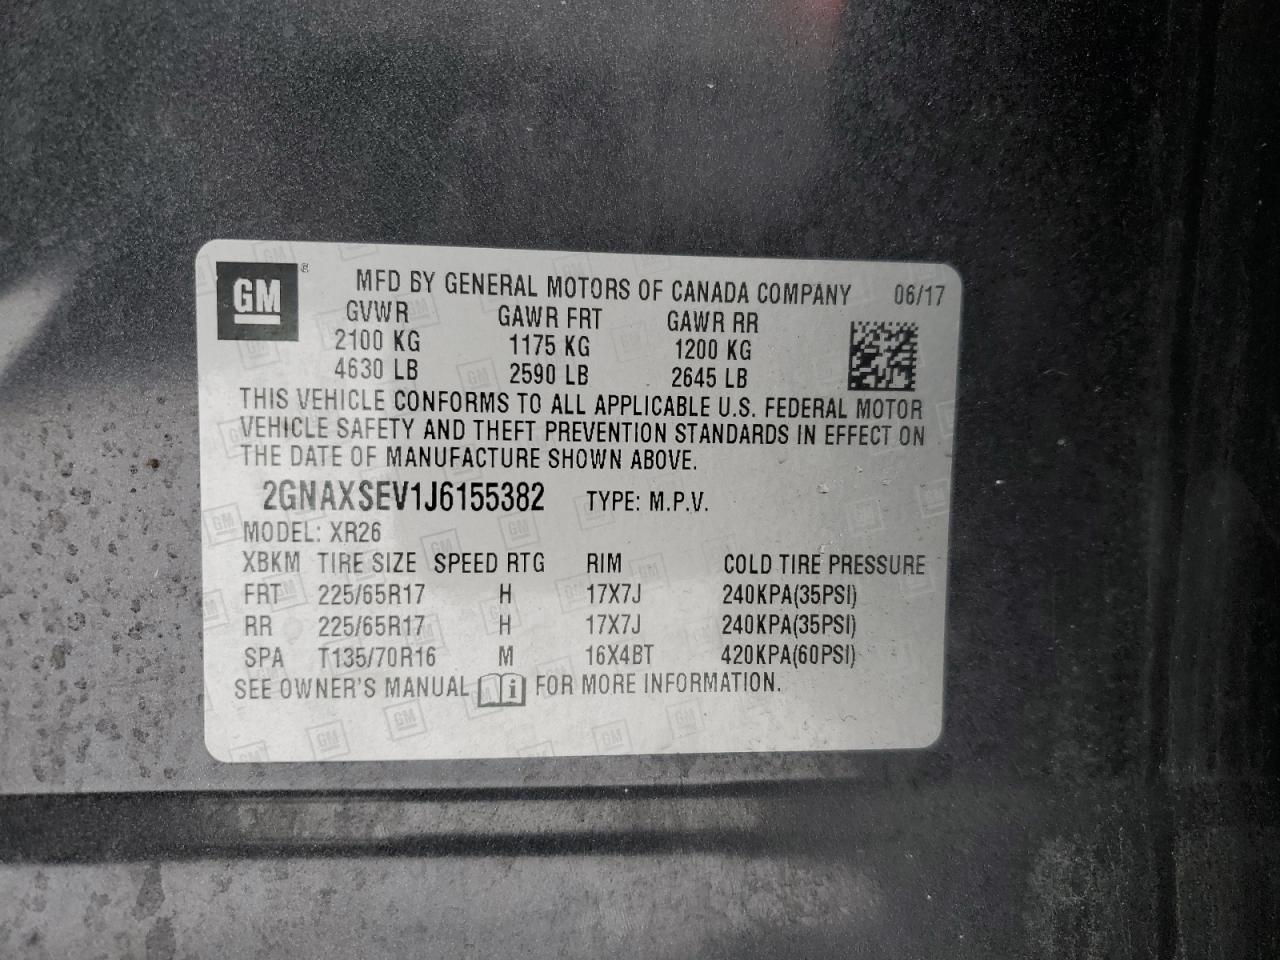 GM ® MFD BY GENERAL MOTORS OF CANADA COMPANY 06/17
GVWR GAWR FRT GAWR RR
2100 KG 1175 KG 1200 KG
4630 LB 2590 LB 2645 LB
THIS VEHICLE CONFORMS TO ALL APPLICABLE U.S. FEDERAL MOTOR
VEHICLE SAFETY AND THEFT PREVENTION STANDARDS IN EFFECT ON
THE DATE OF MANUFACTURE SHOWN ABOVE.
2GNAXSEV1J6155382 TYPE: M.P.V.
MODEL: XR26
XBKM TIRE SIZE SPEED RTG RIM COLD TIRE PRESSURE
FRT 225/65R17 H 17X7J 240KPA(35PSI)
RR 225/65R17 H 17X7J 240KPA(35PSI)
SPA T135/70R16 M 16X4BT 420KPA(60PSI)
SEE OWNER'S MANUAL i FOR MORE INFORMATION.